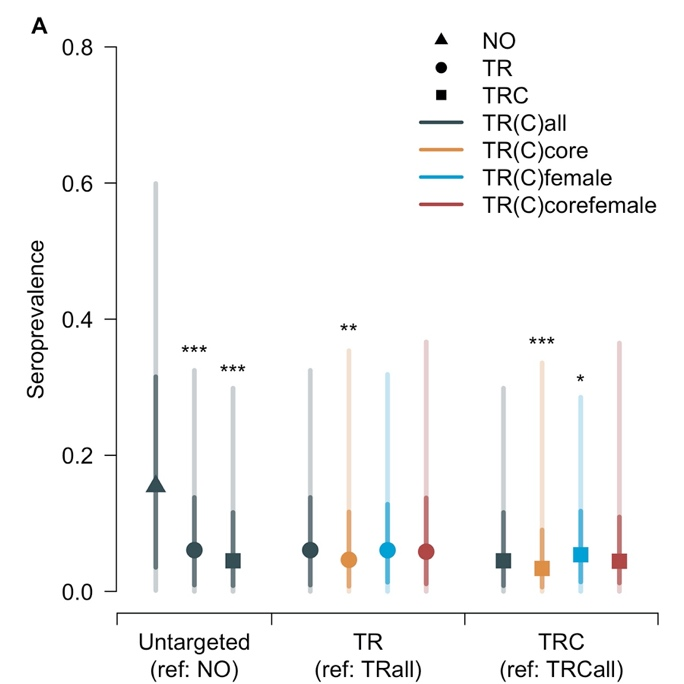 A
NO
TR
TRC
TR(C)all
TR(C)core
TR(C)female
TR(C)corefemale
Seroprevalence
0.8
0.6
0.4
0.2
0.0
***
***
**
***
*
Untargeted
(ref: NO)
TR
(ref: TRall)
TRC
(ref: TRCall)